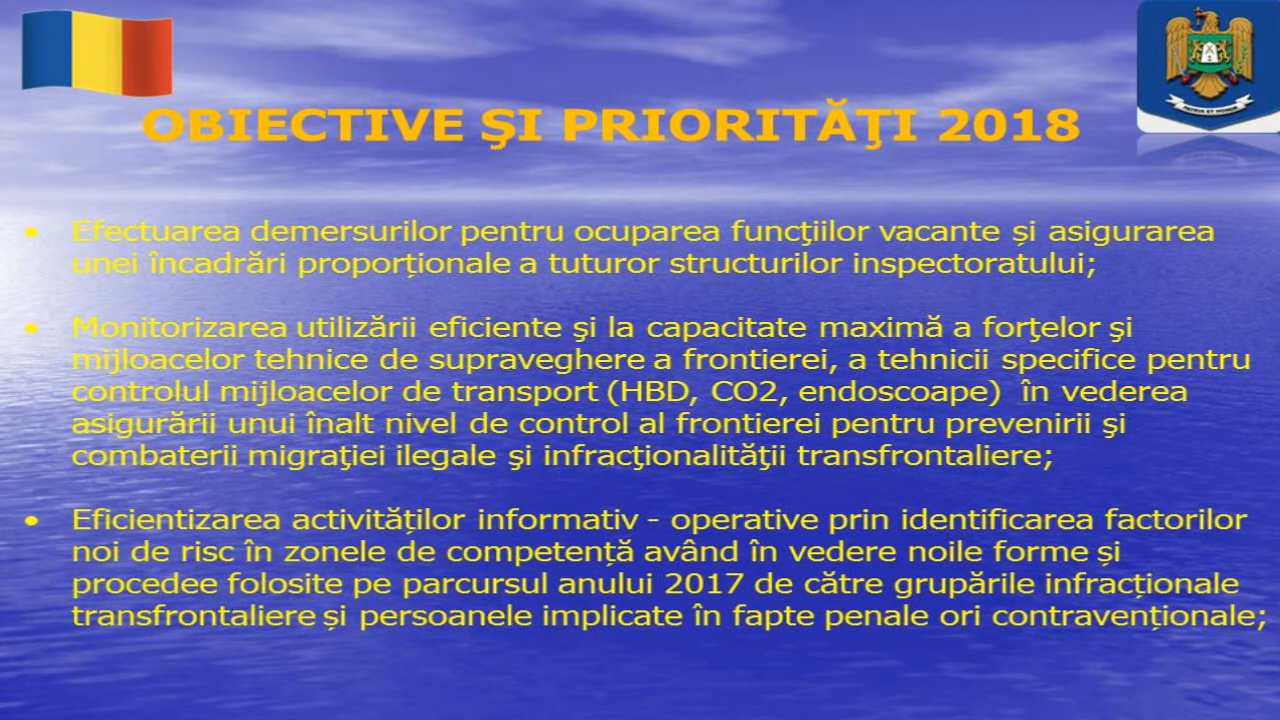 OBIECTIVE ŞI PRIORITĂŢI 2018
• Efectuarea demersurilor pentru ocuparea funcţiilor vacante și asigurarea
unei încadrări proporționale a tuturor structurilor inspectoratului;
• Monitorizarea utilizării eficiente şi la capacitate maximă a forţelor şi
mijloacelor tehnice de supraveghere a frontierei, a tehnicii specifice pentru
controlul mijloacelor de transport (HBD, CO2, endoscoape) în vederea
asigurării unui înalt nivel de control al frontierei pentru prevenirii şi
combaterii migraţiei ilegale şi infracţionalităţii transfrontaliere;
• Eficientizarea activităților informativ - operative prin identificarea factorilor
noi de risc în zonele de competență având în vedere noile forme și
procedee folosite pe parcursul anului 2017 de către grupările infracționale
transfrontaliere și persoanele implicate în fapte penale ori contravenționale;